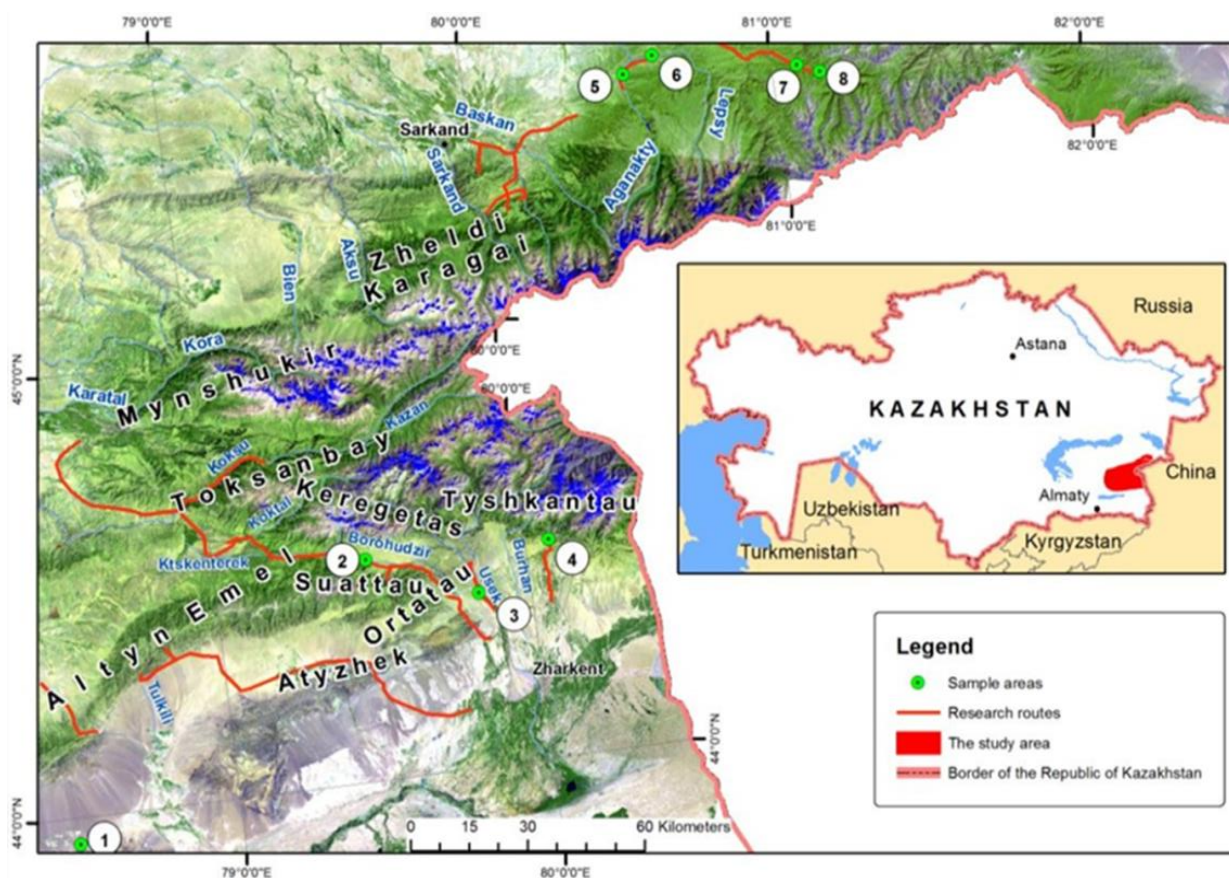 79°0'0"E
80°0'0"E
81°0'0"E
82°0'0"E
5
6
7
8
Baskan
Sarkand
Sarkand
Lepsy
Aganakty
82°0'0"E
81°0'0"E
Zheldi
Karagai
Aksu
Bien
Kora
Mynshukir
Karatal
45°0'0"N
80°0'0"E
80°0'0"E
Kazan
Koksu
Toksanbay
Koktal
Keregetas
Tyshkantau
Borohudzir
Burhan
Ktskenterek
2
4
Suattau
Usek
3
Ortatau
Altyn Emel
Atyzhek
Zharkent
Tulkili
44°0'0"N
44°0'0"N
1
0 15 30 60 Kilometers
79°0'0"E
80°0'0"E
Russia
Astana
KAZAKHSTAN
China
Almaty
Uzbekistan
Turkmenistan
Kyrgyzstan
Legend
Sample areas
Research routes
The study area
Border of the Republic of Kazakhstan